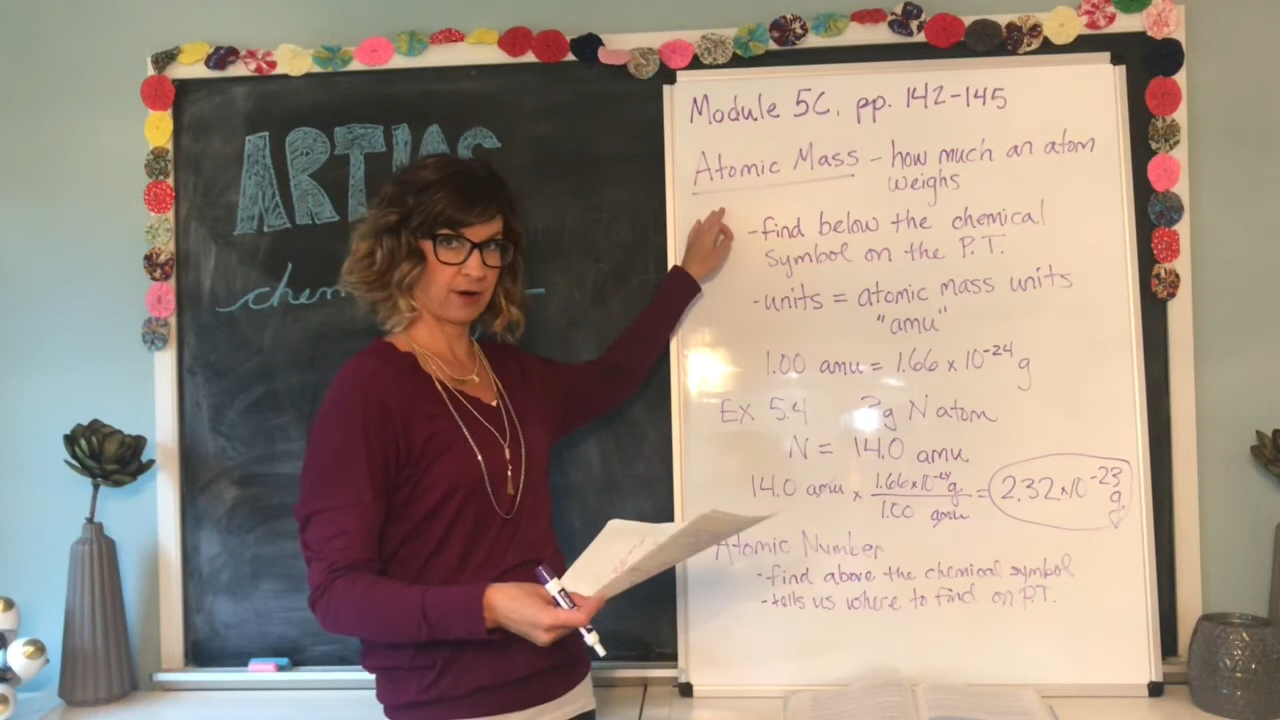 Module 5C, pp. 142-145
Atomic Mass - how much an atom
weighs
-find below the chemical
symbol on the P.T.
-units = atomic mass units
"amu"
1.00 amu = 1.66 x 10⁻²⁴ g
EX 5.4 ?g N atom
N = 14.0 amu
14.0 amu x 1.66x10⁻²⁴g / 1.00 amu = 2.32x10⁻²³ g
Atomic Number
-find above the chemical symbol
-tells us where to find on P.T.